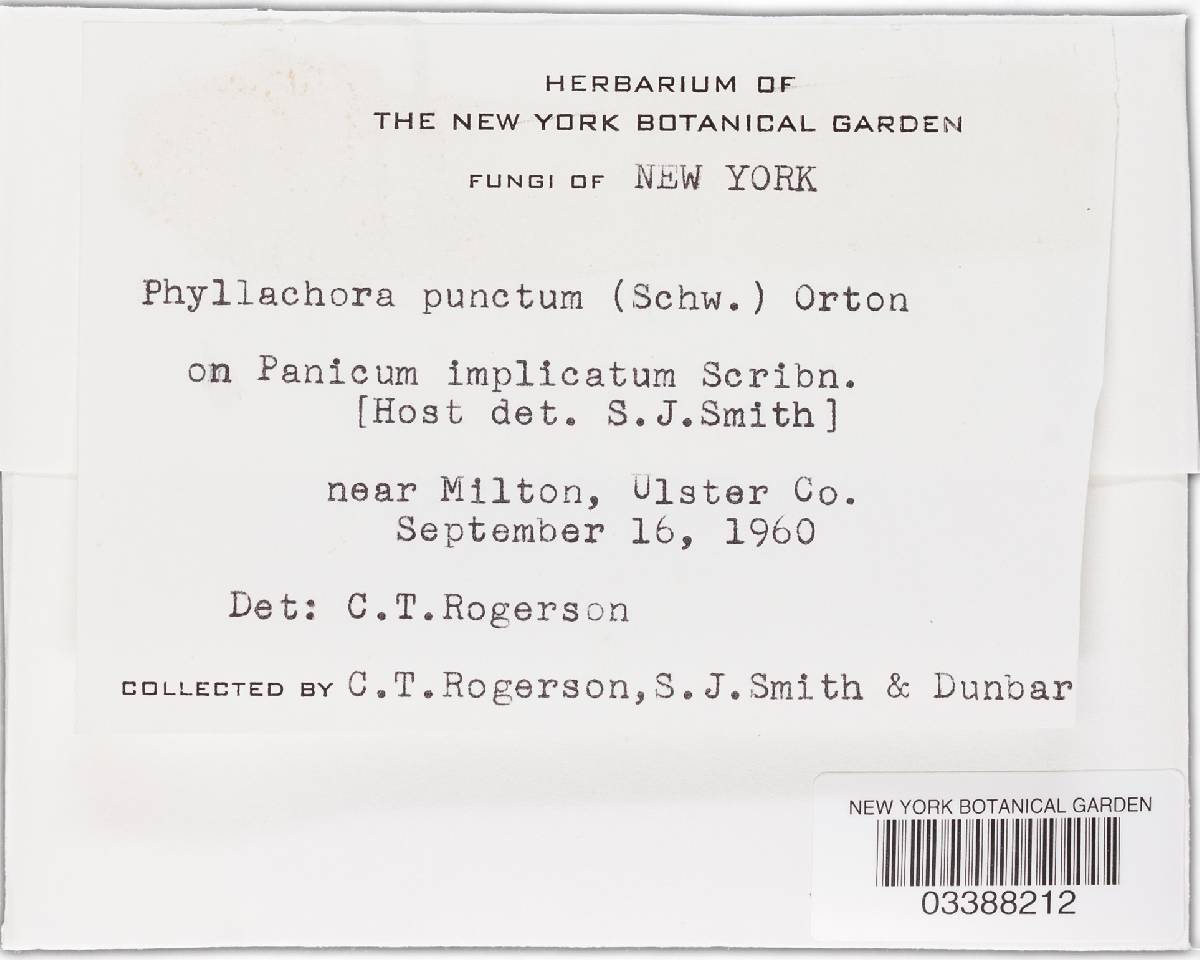 HERBARIUM OF
THE NEW YORK BOTANICAL GARDEN
FUNGI OF NEW YORK
Phyllachora punctum (Schw.) Orton
on Panicum implicatum Scribn.
[Host det. S.J.Smith]
near Milton, Ulster Co.
September 16, 1960
Det: C.T.Rogerson
COLLECTED BY C.T.Rogerson,S.J.Smith & Dunbar
NEW YORK BOTANICAL GARDEN
03388212